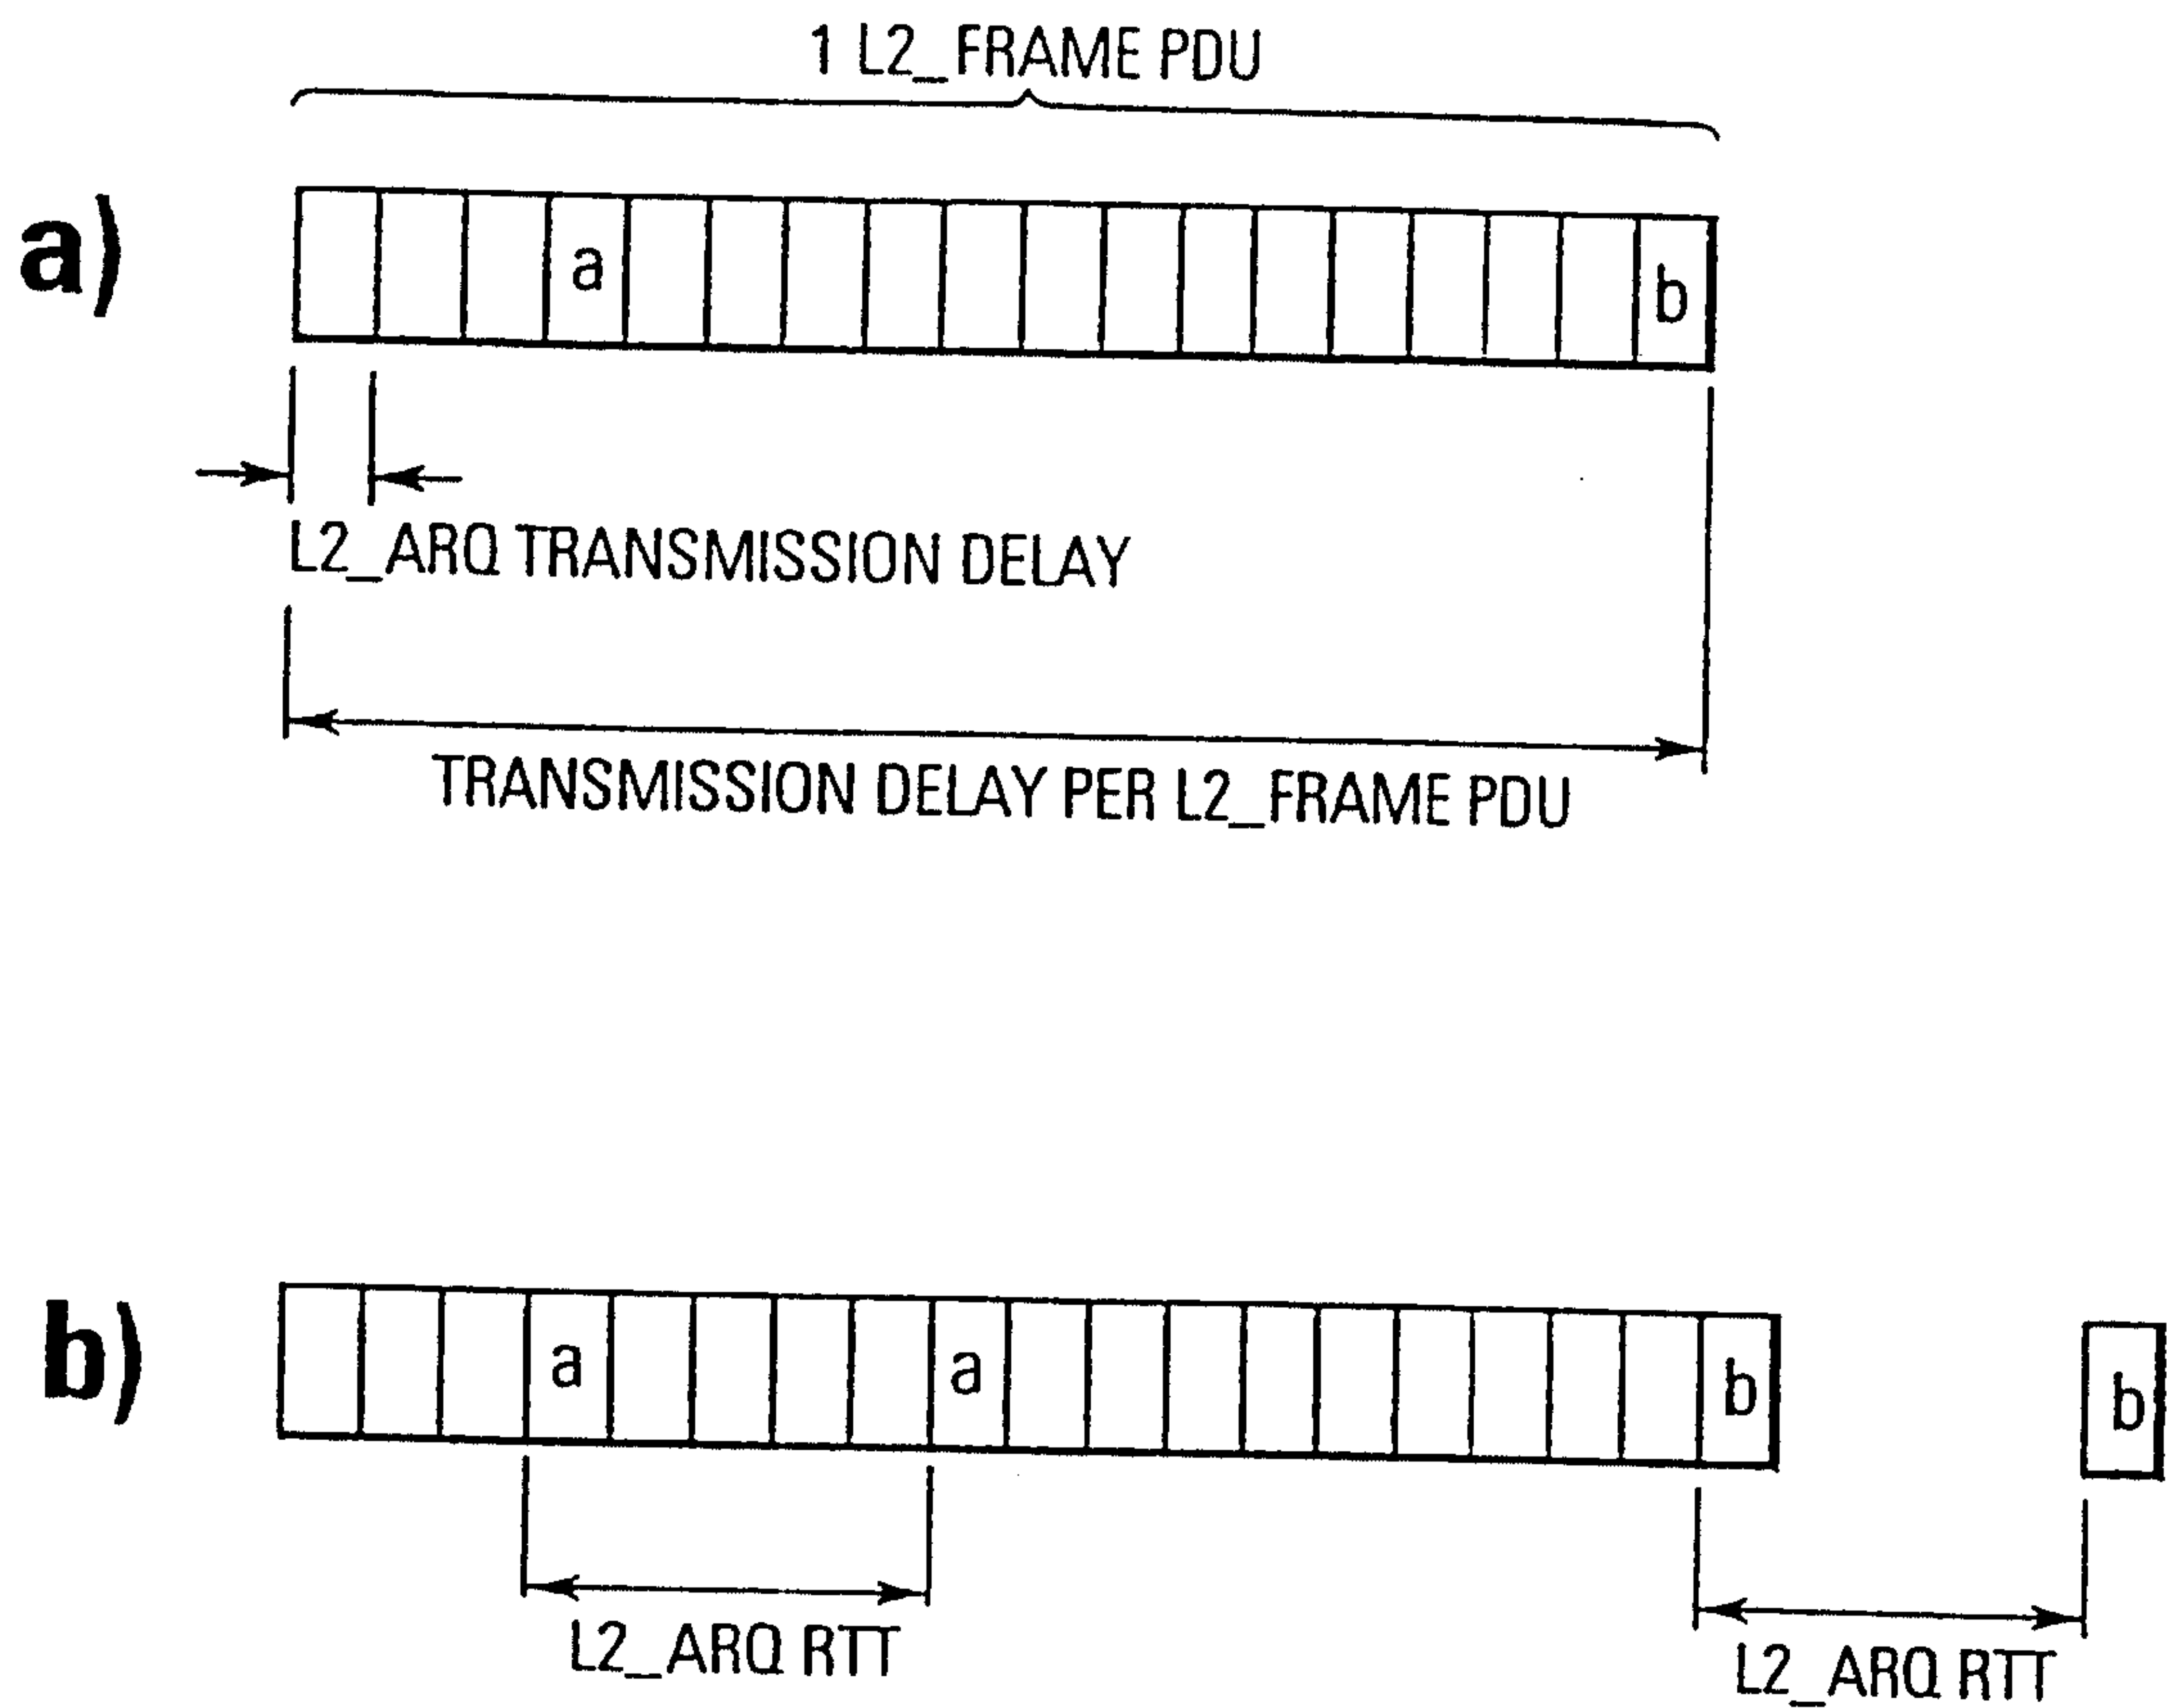 1 L2_FRAME PDU
a)
a
b
L2_ARQ TRANSMISSION DELAY
TRANSMISSION DELAY PER L2_FRAME PDU
b)
a
a
b
b
L2_ARQ RTT
L2_ARQ RTT